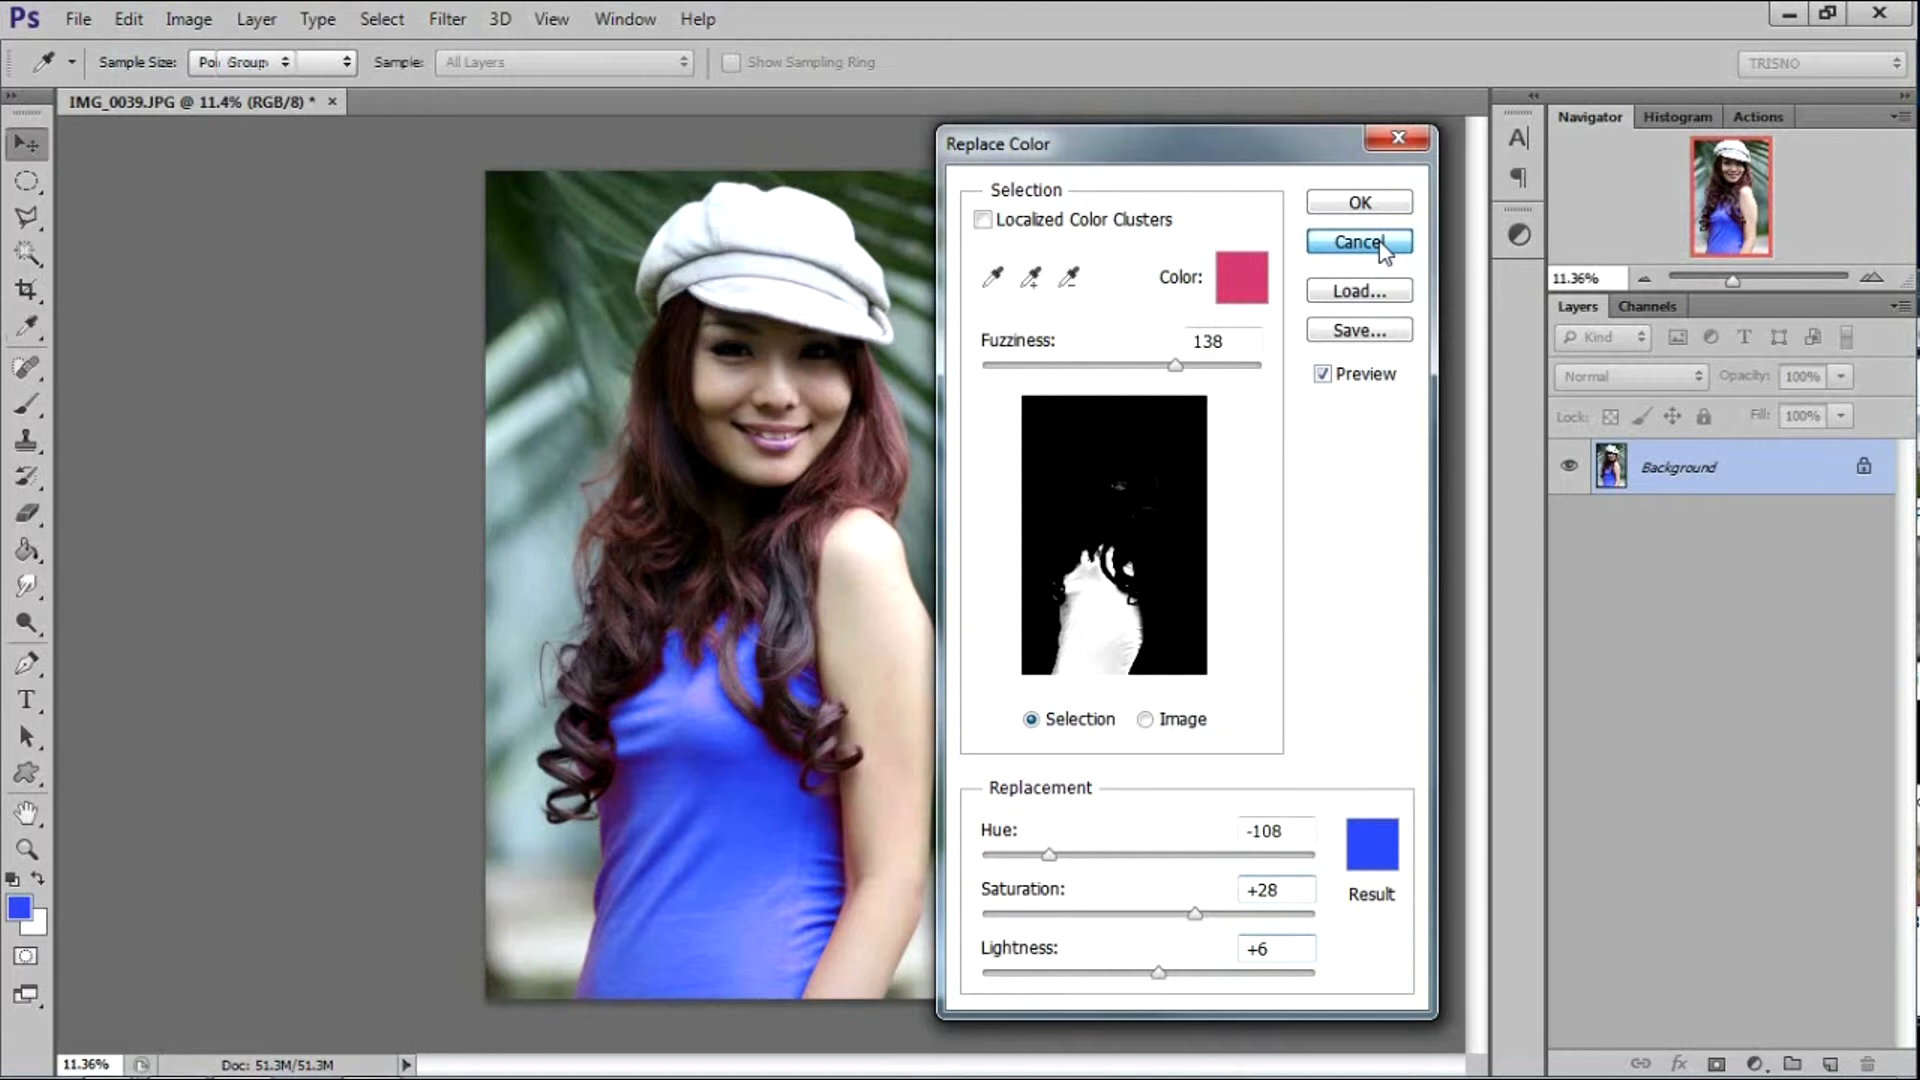 Ps File Edit Image Layer Type Select Filter 3D View Window Help
Sample Size: Poi Group Sample: All Layers Show Sampling Ring TRISNO
IMG_0039.JPG @ 11.4% (RGB/8) * ×
Replace Color
Selection
Localized Color Clusters
Color:
Fuzziness: 138
Selection Image
OK
Cancel
Load...
Save...
Preview
Replacement
Hue: -108
Saturation: +28
Result
Lightness: +6
Navigator Histogram Actions
11.36%
Layers Channels
Kind
Normal Opacity: 100%
Lock: Fill: 100%
Background
11.36% Doc: 51.3M/51.3M